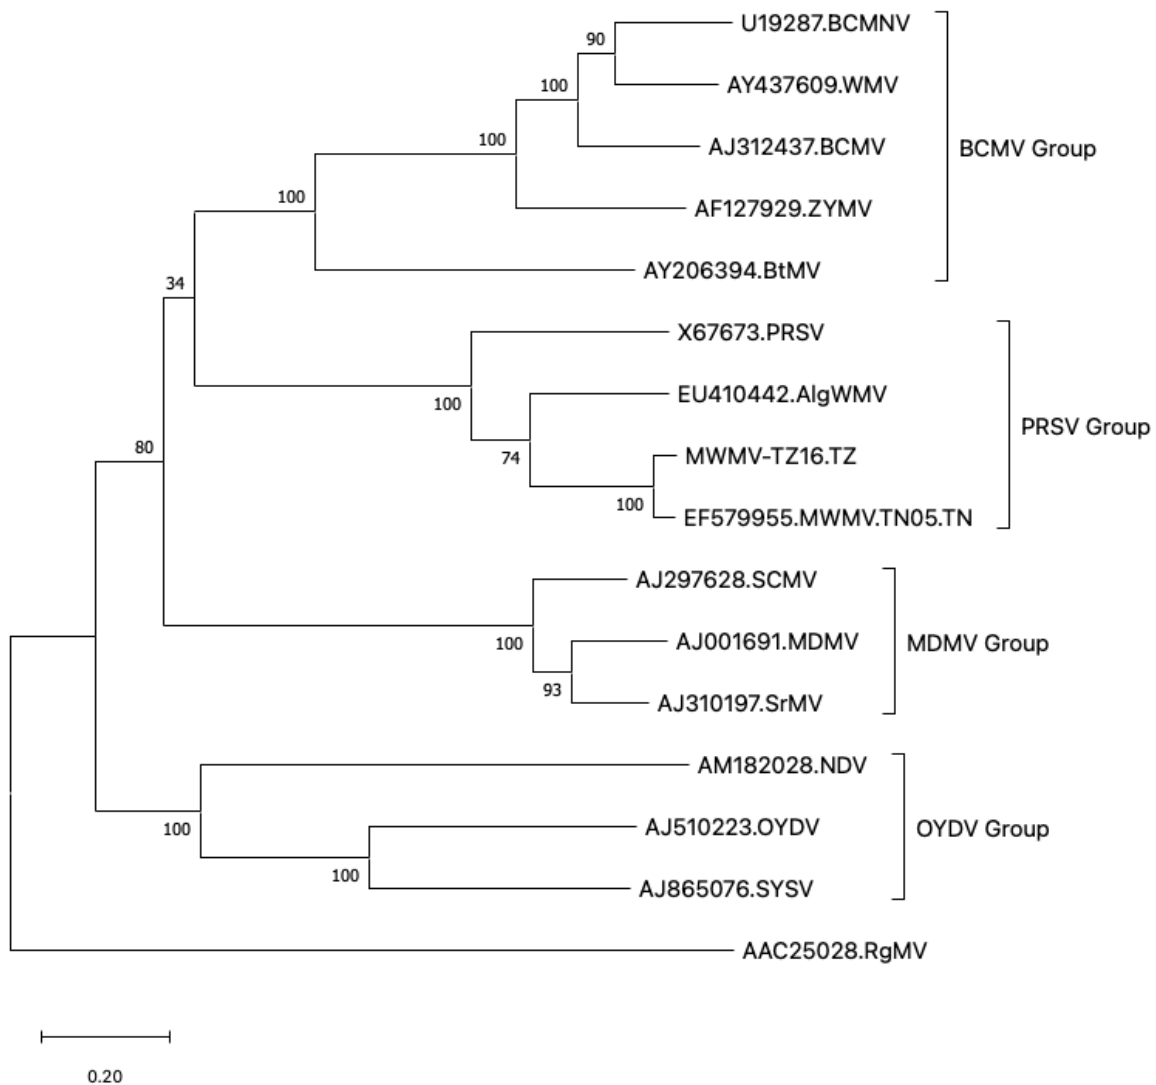 U19287.BCMNV
90
AY437609.WMV
100
AJ312437.BCMV
BCMV Group
100
AF127929.ZYMV
100
AY206394.BtMV
34
X67673.PRSV
EU410442.AlgWMV
100
PRSV Group
80
MWMV-TZ16.TZ
74
100
EF579955.MWMV.TN05.TN
AJ297628.SCMV
100
AJ001691.MDMV
MDMV Group
93
AJ310197.SrMV
AM182028.NDV
100
AJ510223.OYDV
OYDV Group
100
AJ865076.SYSV
AAC25028.RgMV
0.20